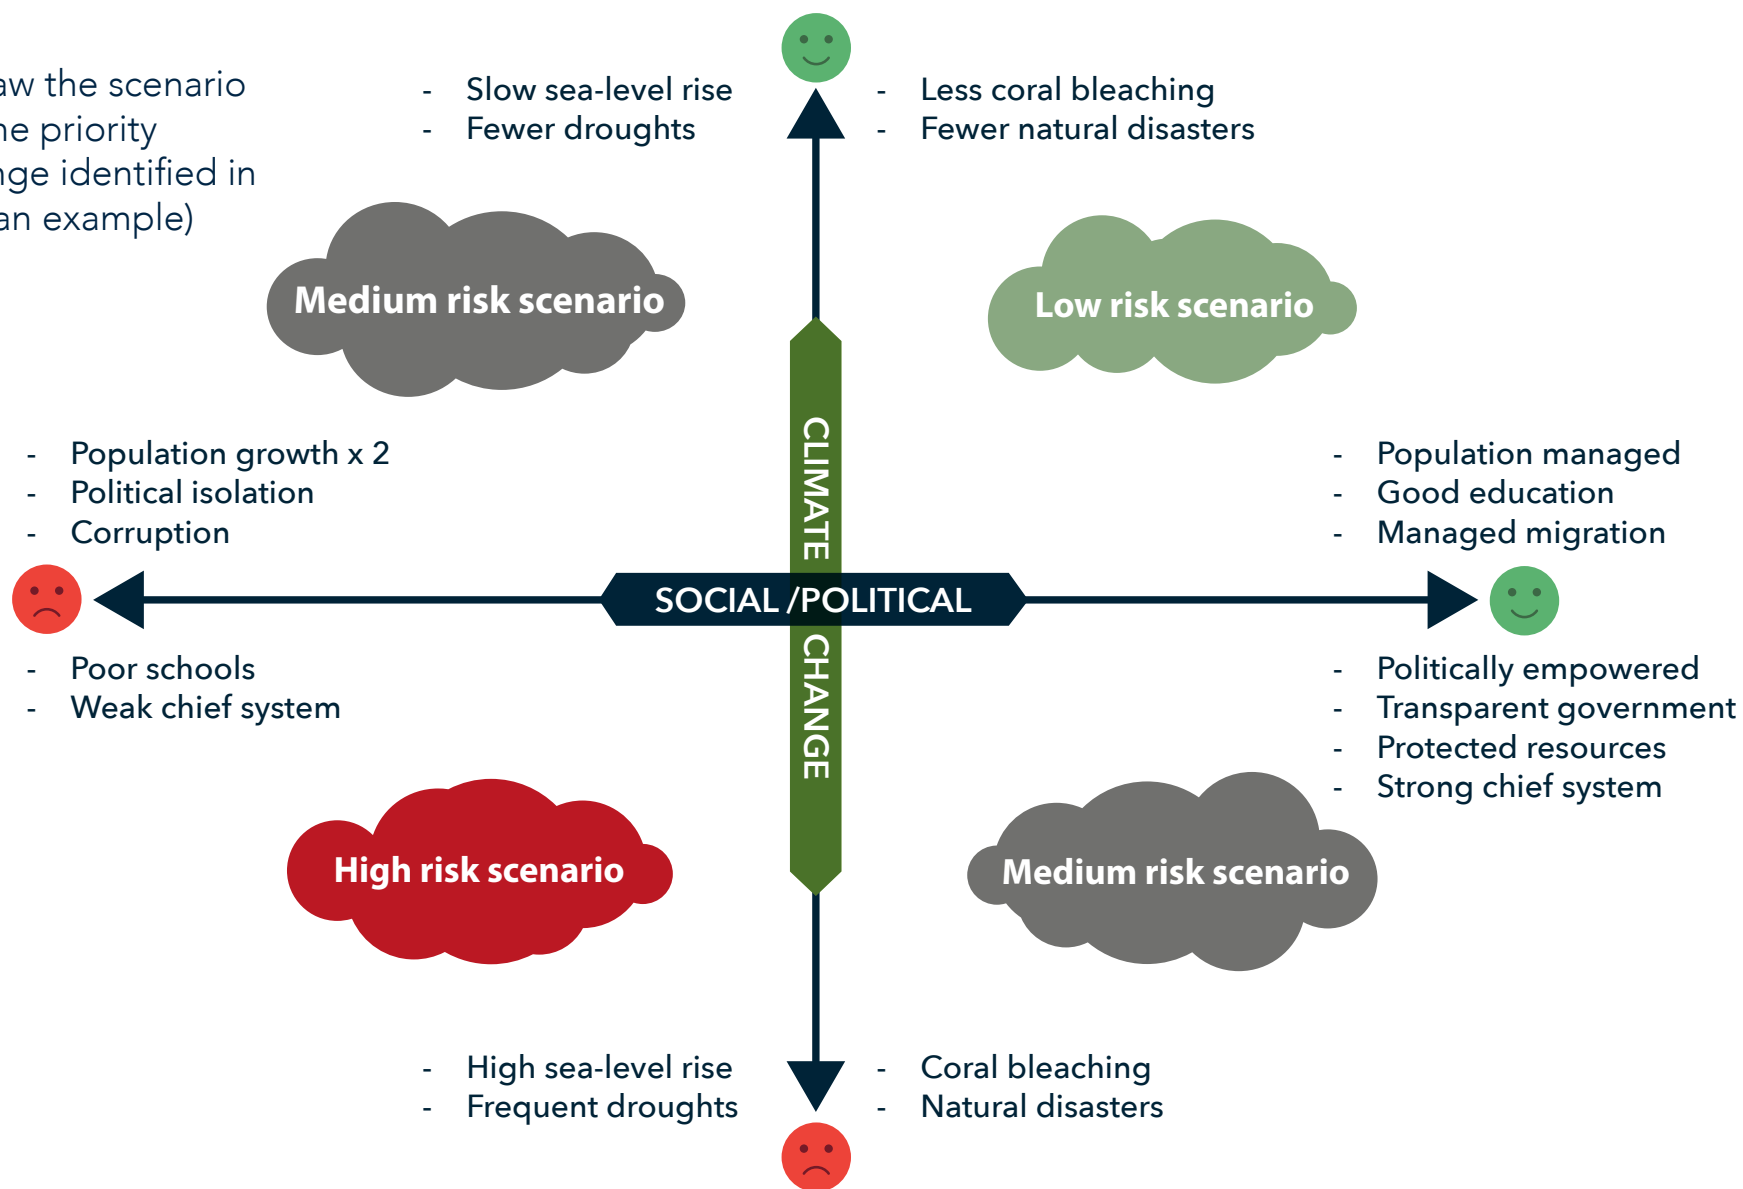 aw the scenario
ne priority
nge identified in
an example)
- Slow sea-level rise
- Fewer droughts
- Less coral bleaching
- Fewer natural disasters
Medium risk scenario
Low risk scenario
- Population growth x 2
- Political isolation
- Corruption
- Population managed
- Good education
- Managed migration
CLIMATE CHANGE
SOCIAL /POLITICAL
- Poor schools
- Weak chief system
- Politically empowered
- Transparent government
- Protected resources
- Strong chief system
High risk scenario
Medium risk scenario
- High sea-level rise
- Frequent droughts
- Coral bleaching
- Natural disasters